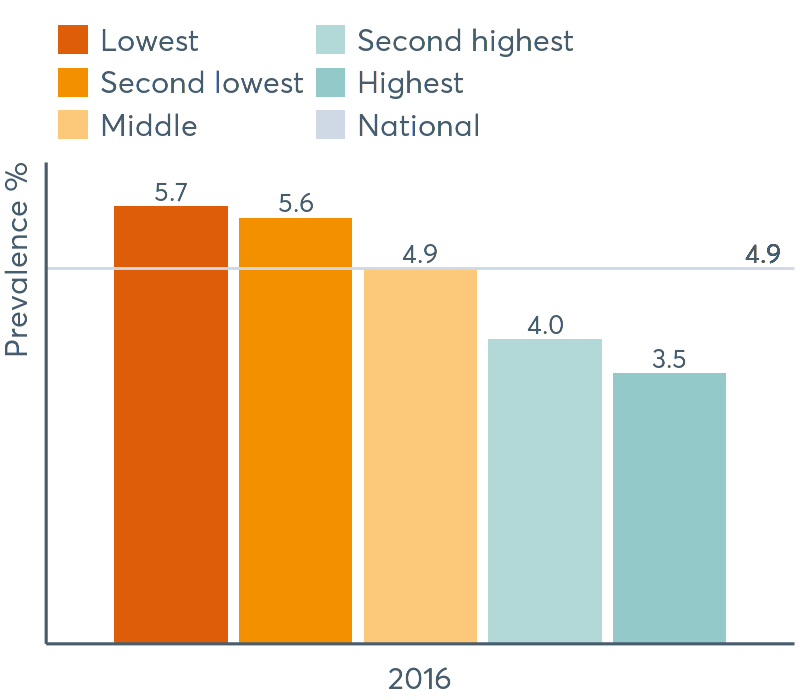 Lowest
Second lowest
Middle
Second highest
Highest
National
Prevalence %
5.7
5.6
4.9
4.0
3.5
4.9
2016